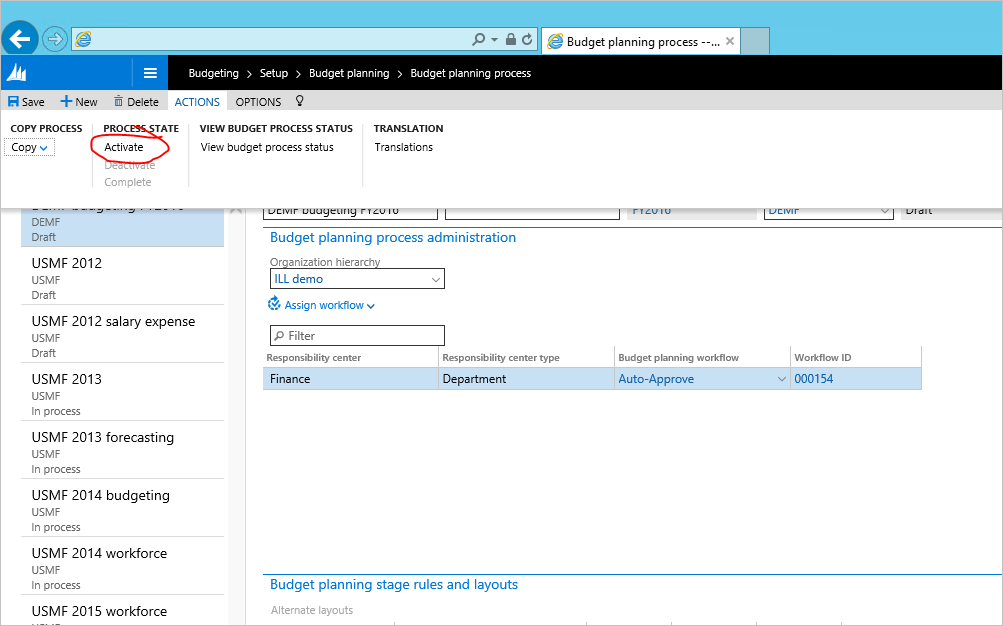 Budget planning process --...
Budgeting > Setup > Budget planning > Budget planning process
Save New Delete ACTIONS OPTIONS
COPY PROCESS PROCESS STATE VIEW BUDGET PROCESS STATUS TRANSLATION
Copy Activate View budget process status Translations
Deactivate
Complete
DEMF budgeting FY2016
DEMF
Draft
USMF 2012
USMF
Draft
USMF 2012 salary expense
USMF
Draft
USMF 2013
USMF
In process
USMF 2013 forecasting
USMF
In process
USMF 2014 budgeting
USMF
In process
USMF 2014 workforce
USMF
In process
USMF 2015 workforce
USMF
DEMF budgeting FY2016 FY2016 DEMF Draft
Budget planning process administration
Organization hierarchy
ILL demo
Assign workflow
Filter
Responsibility center Responsibility center type Budget planning workflow Workflow ID
Finance Department Auto-Approve 000154
Budget planning stage rules and layouts
Alternate layouts